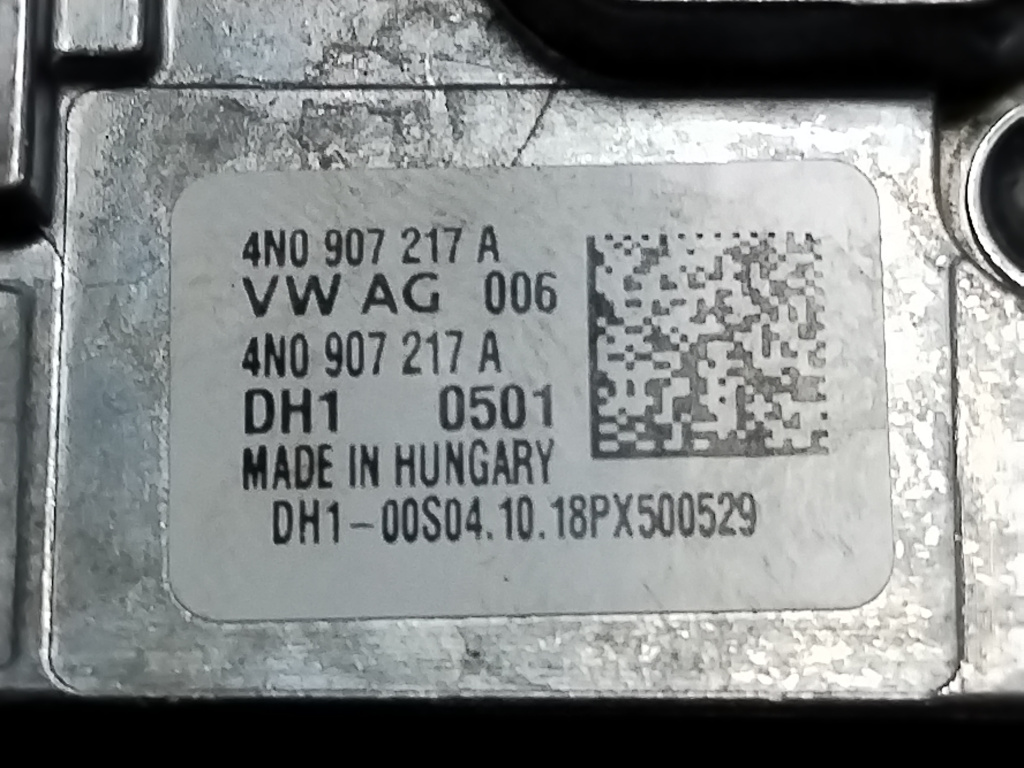 4N0 907 217 A
VW AG 006
4N0 907 217 A
DH1 0501
MADE IN HUNGARY
DH1-00S04.10.18PX500529